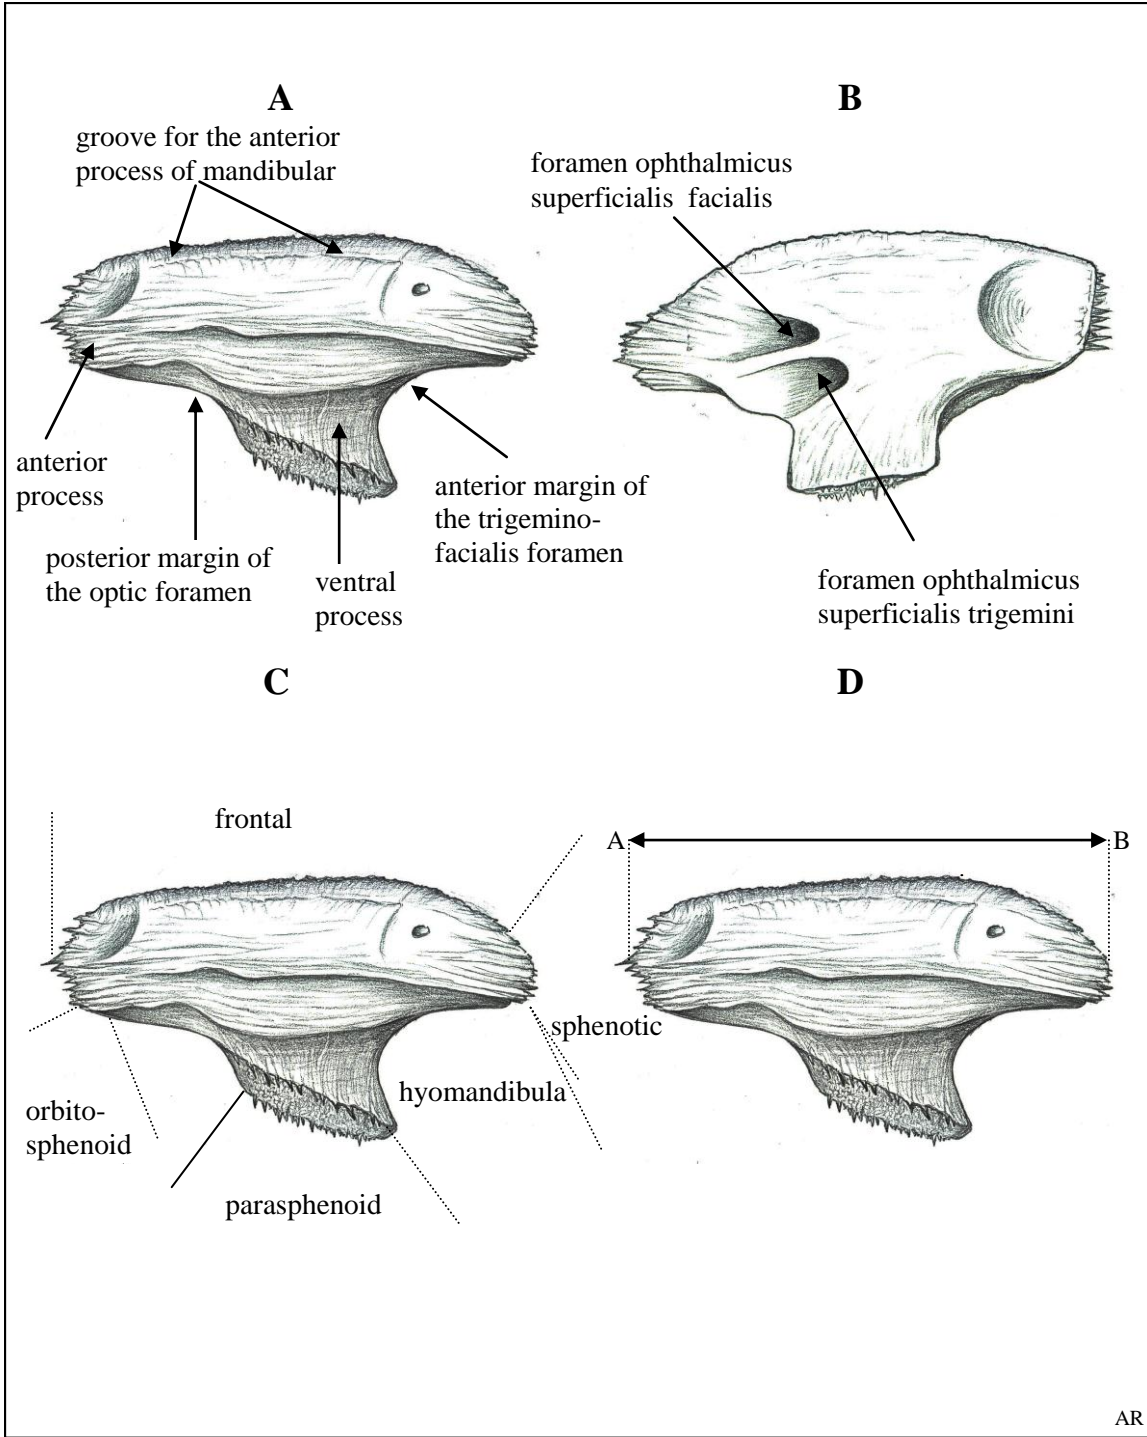 A
groove for the anterior
process of mandibular
anterior
process
posterior margin of
the optic foramen
ventral
process
anterior margin of
the trigemino-
facialis foramen
B
foramen ophthalmicus
superficialis facialis
foramen ophthalmicus
superficialis trigemini
C
frontal
sphenotic
hyomandibula
orbito-
sphenoid
parasphenoid
D
A
B
AR